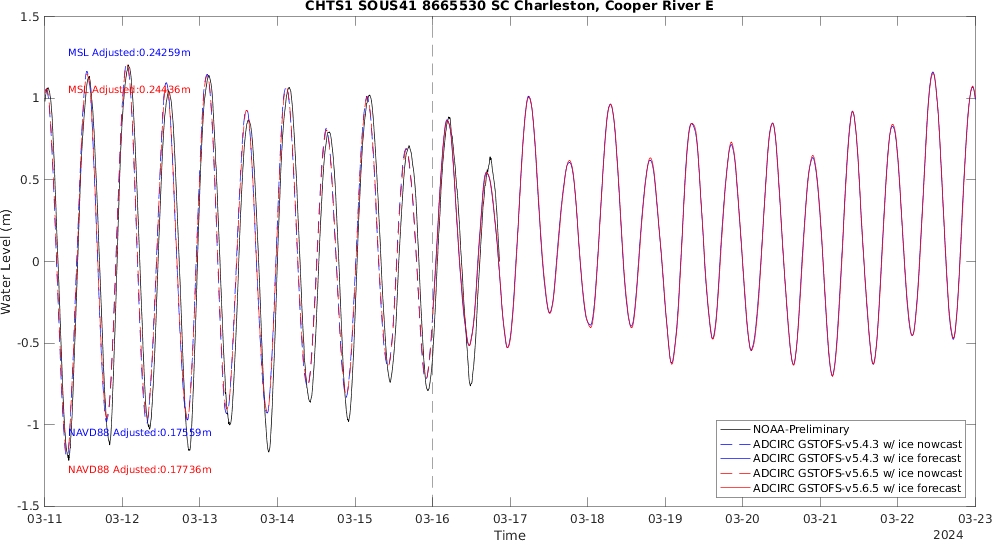 CHTS1 SOUS41 8665530 SC Charleston, Cooper River E
1.5
1
0.5
0
-0.5
-1
-1.5
Water Level (m)
MSL Adjusted:0.24259m
MSL Adjusted:0.24436m
NAVD88 Adjusted:0.17559m
NAVD88 Adjusted:0.17736m
NOAA-Preliminary
ADCIRC GSTOFS-v5.4.3 w/ ice nowcast
ADCIRC GSTOFS-v5.4.3 w/ ice forecast
ADCIRC GSTOFS-v5.6.5 w/ ice nowcast
ADCIRC GSTOFS-v5.6.5 w/ ice forecast
03-11 03-12 03-13 03-14 03-15 03-16 03-17 03-18 03-19 03-20 03-21 03-22 03-23
Time
2024